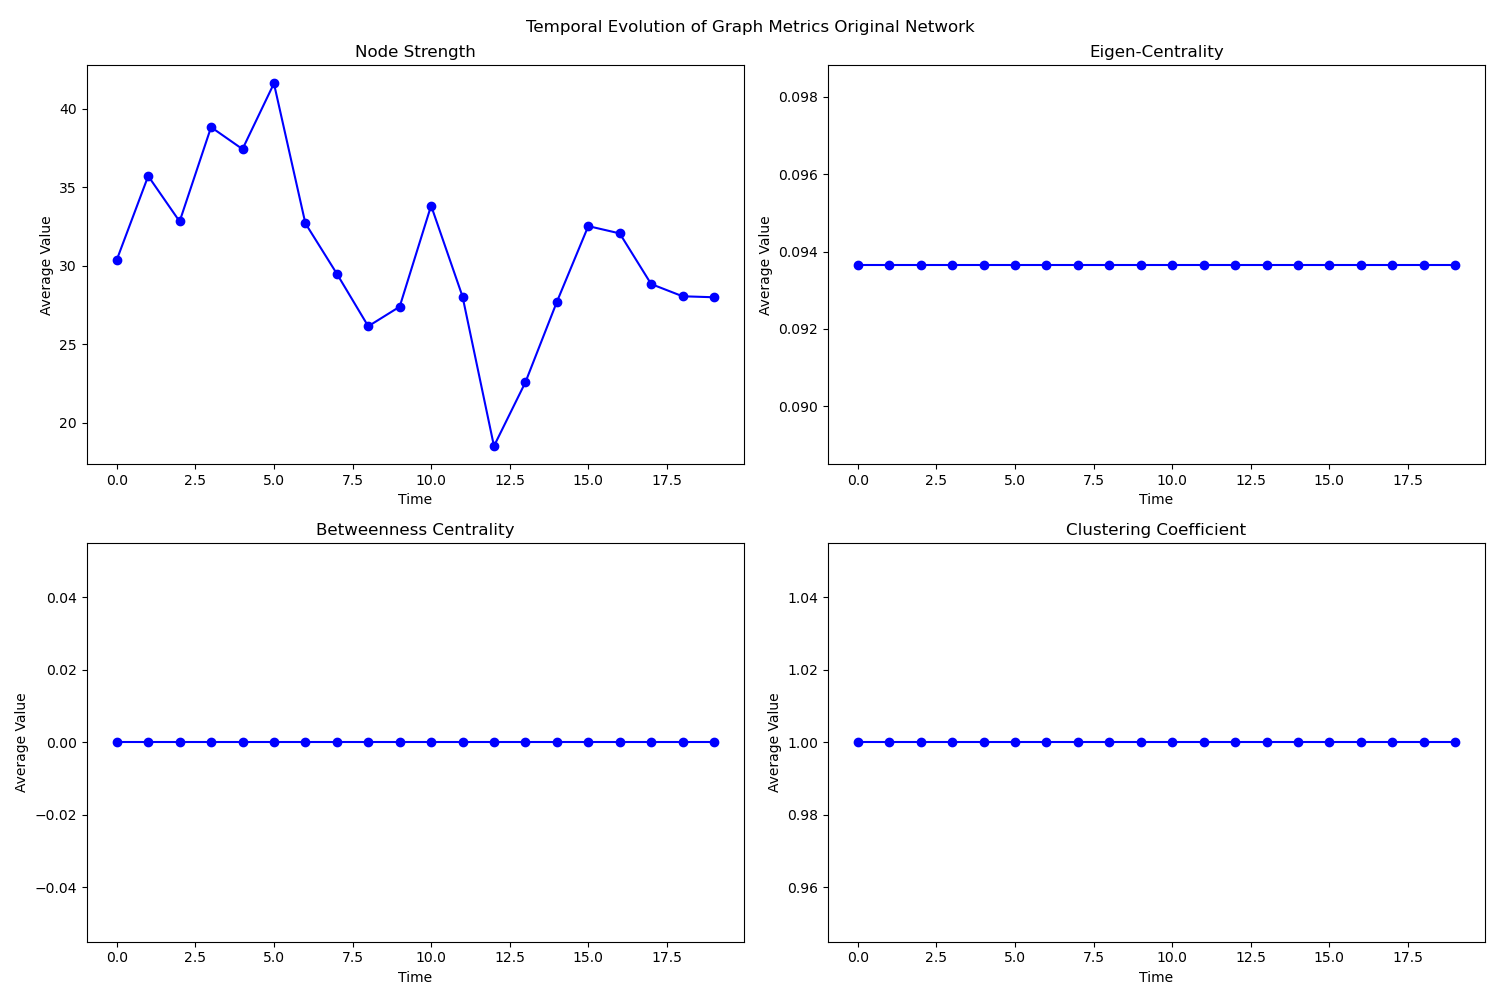 Temporal Evolution of Graph Metrics Original Network
Node Strength
Average Value
40
35
30
25
20
0.0 2.5 5.0 7.5 10.0 12.5 15.0 17.5
Time
Eigen-Centrality
Average Value
0.098
0.096
0.094
0.092
0.090
0.0 2.5 5.0 7.5 10.0 12.5 15.0 17.5
Time
Betweenness Centrality
Average Value
0.04
0.02
0.00
−0.02
−0.04
0.0 2.5 5.0 7.5 10.0 12.5 15.0 17.5
Time
Clustering Coefficient
Average Value
1.04
1.02
1.00
0.98
0.96
0.0 2.5 5.0 7.5 10.0 12.5 15.0 17.5
Time